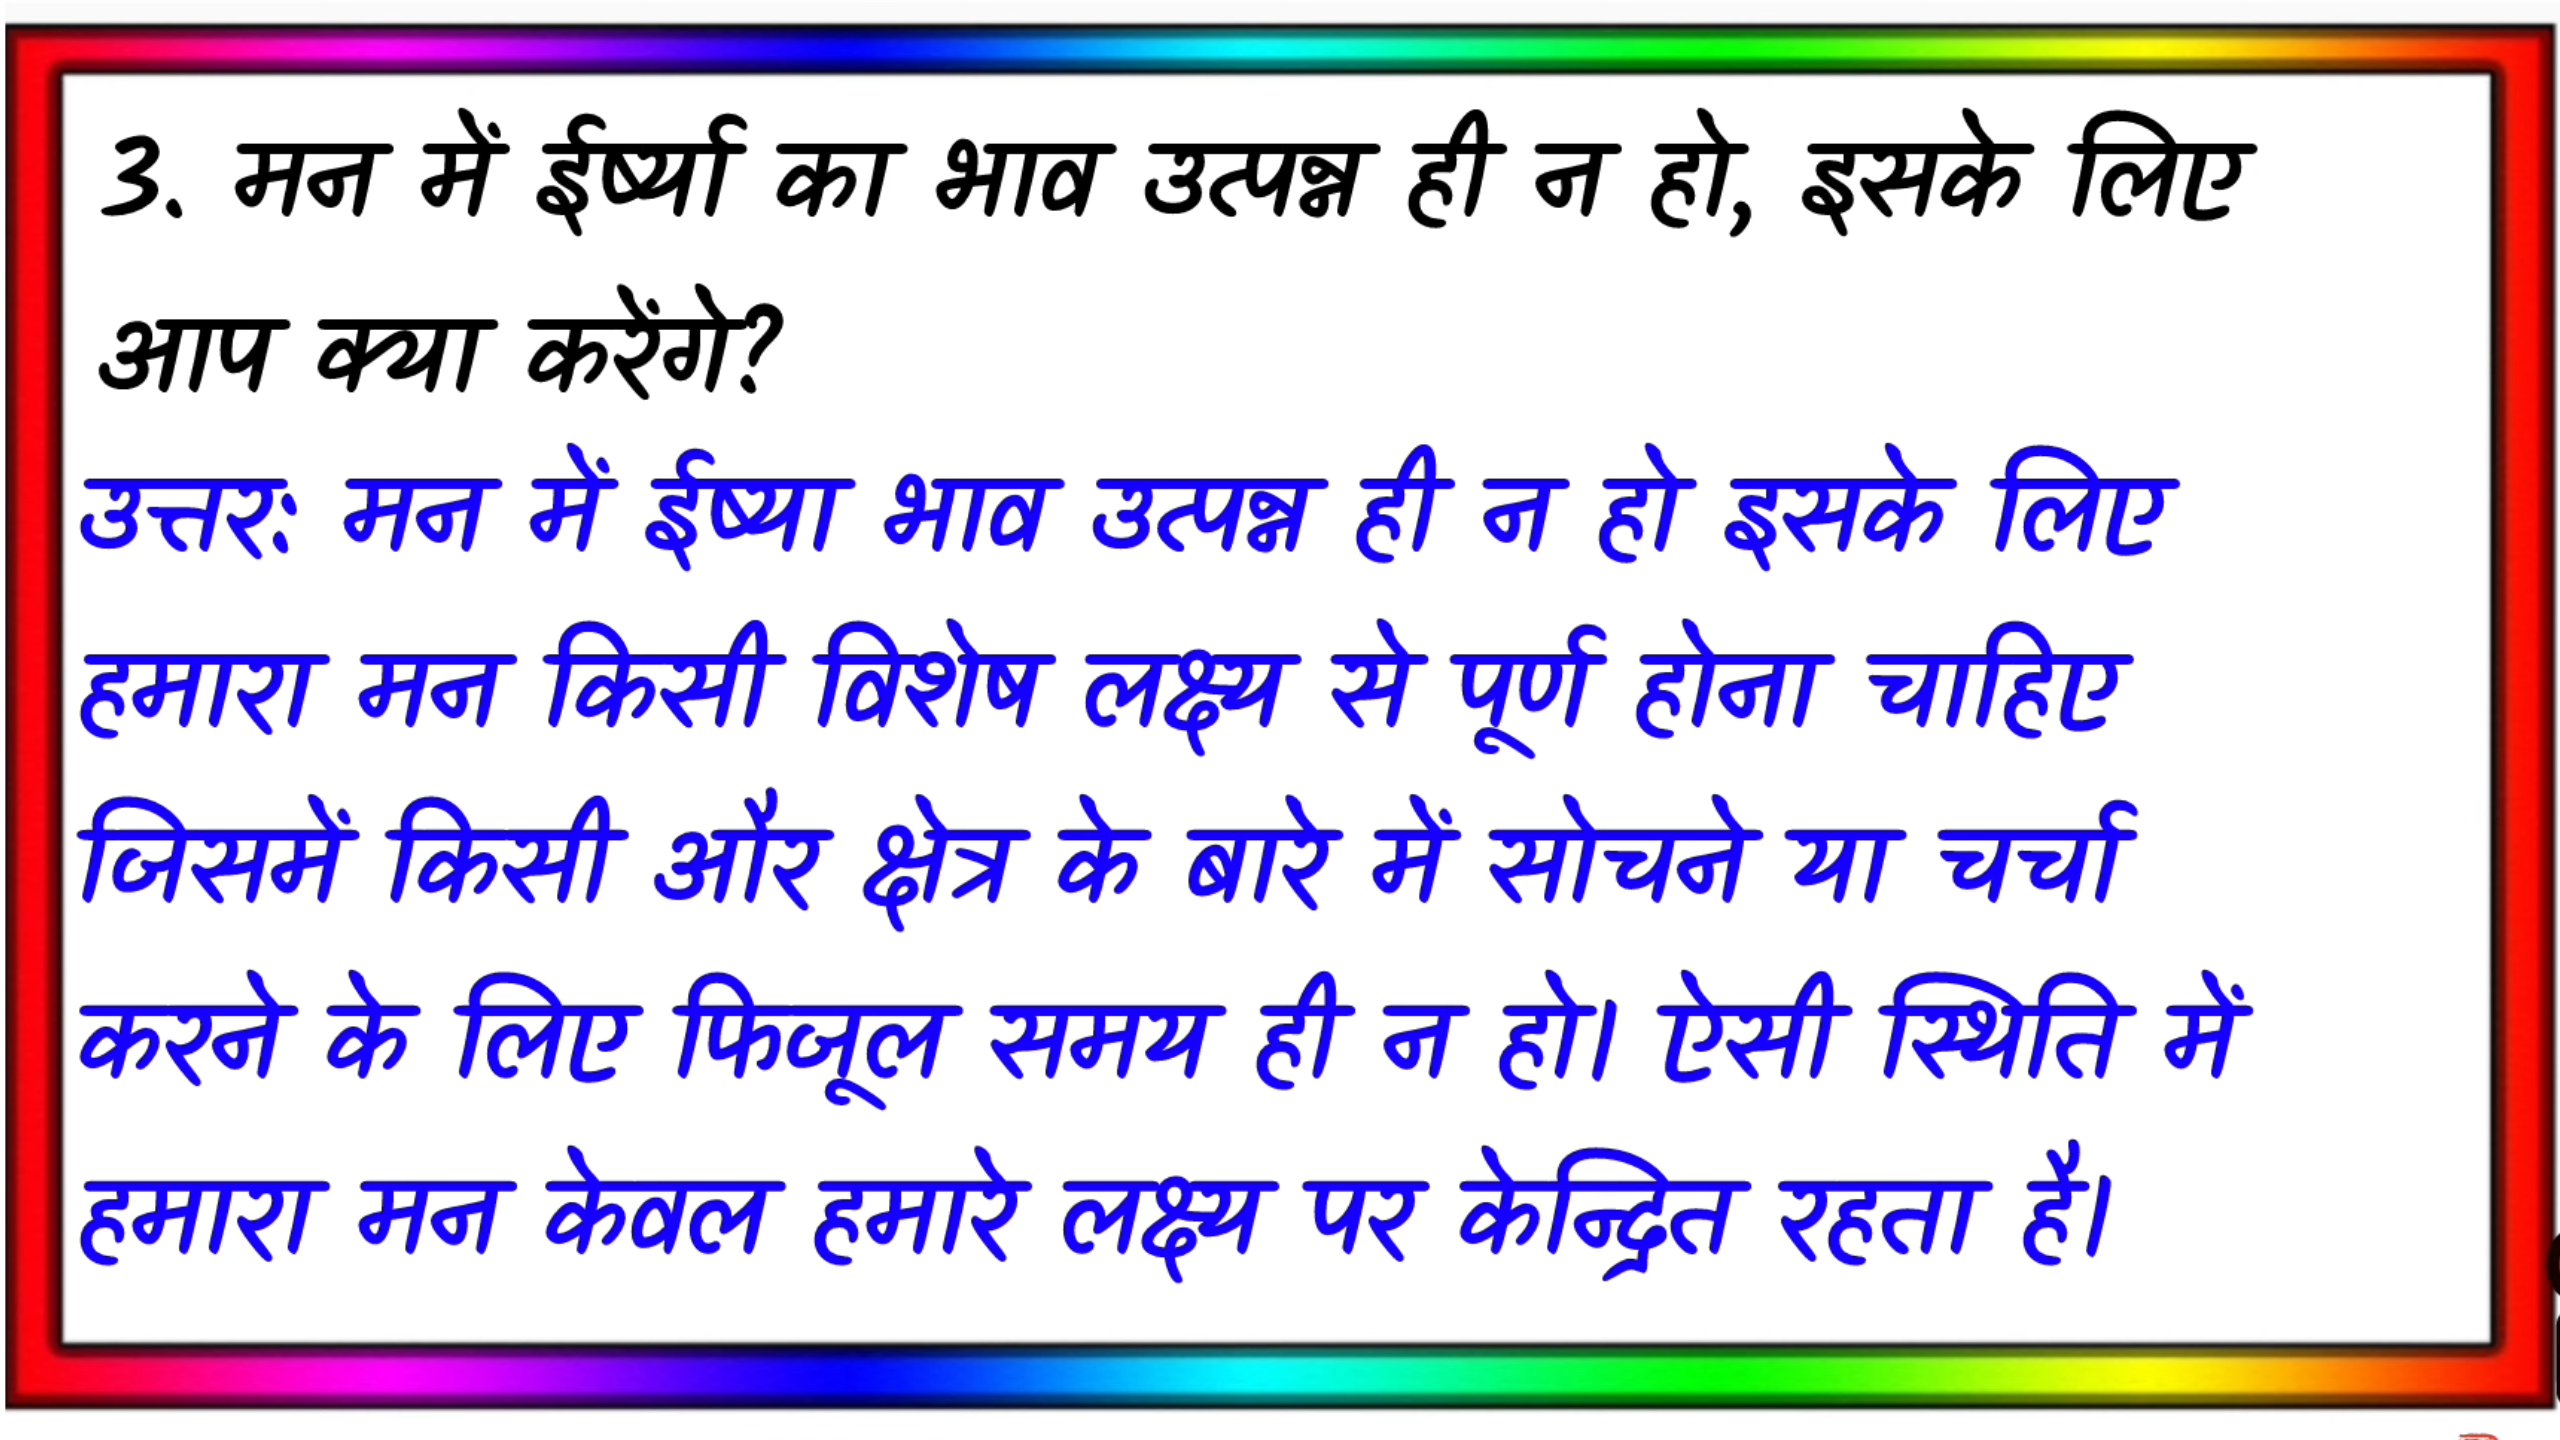 3. मन में ईर्ष्या का भाव उत्पन्न ही न हो, इसके लिए
आप क्या करेंगे?
उत्तर: मन में ईष्या भाव उत्पन्न ही न हो इसके लिए
हमारा मन किसी विशेष लक्ष्य से पूर्ण होना चाहिए
जिसमें किसी और क्षेत्र के बारे में सोचने या चर्चा
करने के लिए फिजूल समय ही न हो। ऐसी स्थिति में
हमारा मन केवल हमारे लक्ष्य पर केन्द्रित रहता है।